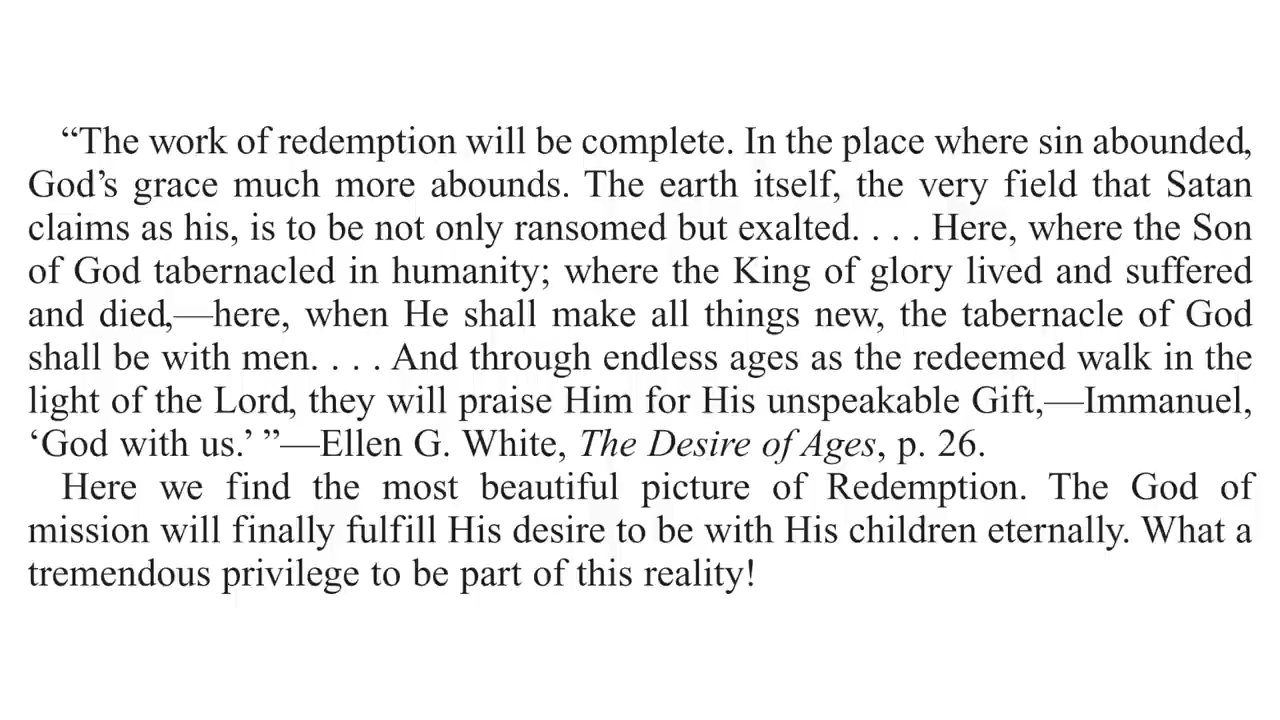 “The work of redemption will be complete. In the place where sin abounded,
God’s grace much more abounds. The earth itself, the very field that Satan
claims as his, is to be not only ransomed but exalted. . . . Here, where the Son
of God tabernacled in humanity; where the King of glory lived and suffered
and died,—here, when He shall make all things new, the tabernacle of God
shall be with men. . . . And through endless ages as the redeemed walk in the
light of the Lord, they will praise Him for His unspeakable Gift,—Immanuel,
‘God with us.’ ”—Ellen G. White, The Desire of Ages, p. 26.
Here we find the most beautiful picture of Redemption. The God of
mission will finally fulfill His desire to be with His children eternally. What a
tremendous privilege to be part of this reality!